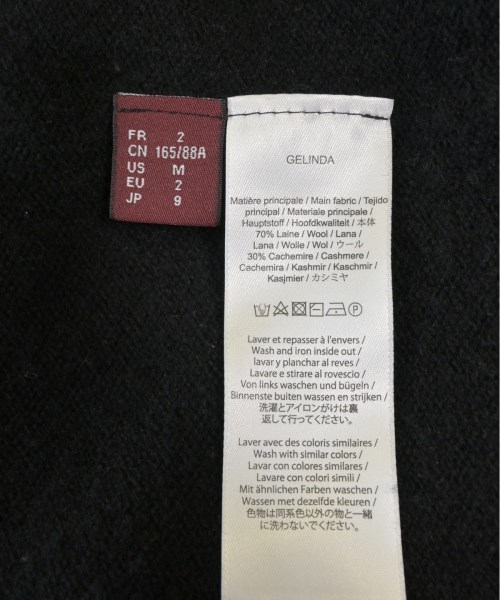 FR 2
CN 165/88A
US M
EU 2
JP 9
GELINDA
Matière principale / Main fabric / Tejido
principal / Materiale principale /
Hauptstoff / Hoofdkwaliteit / 本体
70% Laine / Wool / Lana /
Lana / Wolle / Wol / ウール
30% Cachemire / Cashmere /
Cachemira / Kashmir / Kaschmir /
Kasjmier / カシミヤ
Laver et repasser à l'envers /
Wash and iron inside out /
lavar y planchar al reves /
Lavare e stirare al rovescio /
Von links waschen und bügeln /
Binnenste buiten wassen en strijken /
洗濯とアイロンがけは裏
返して行ってください。
Laver avec des coloris similaires /
Wash with similar colors /
Lavar con colores similares /
Lavare con colori simili /
Mit ähnlichen Farben waschen /
Wassen met dezelfde kleuren /
色物は同系色以外の物と一緒
に洗わないでください。